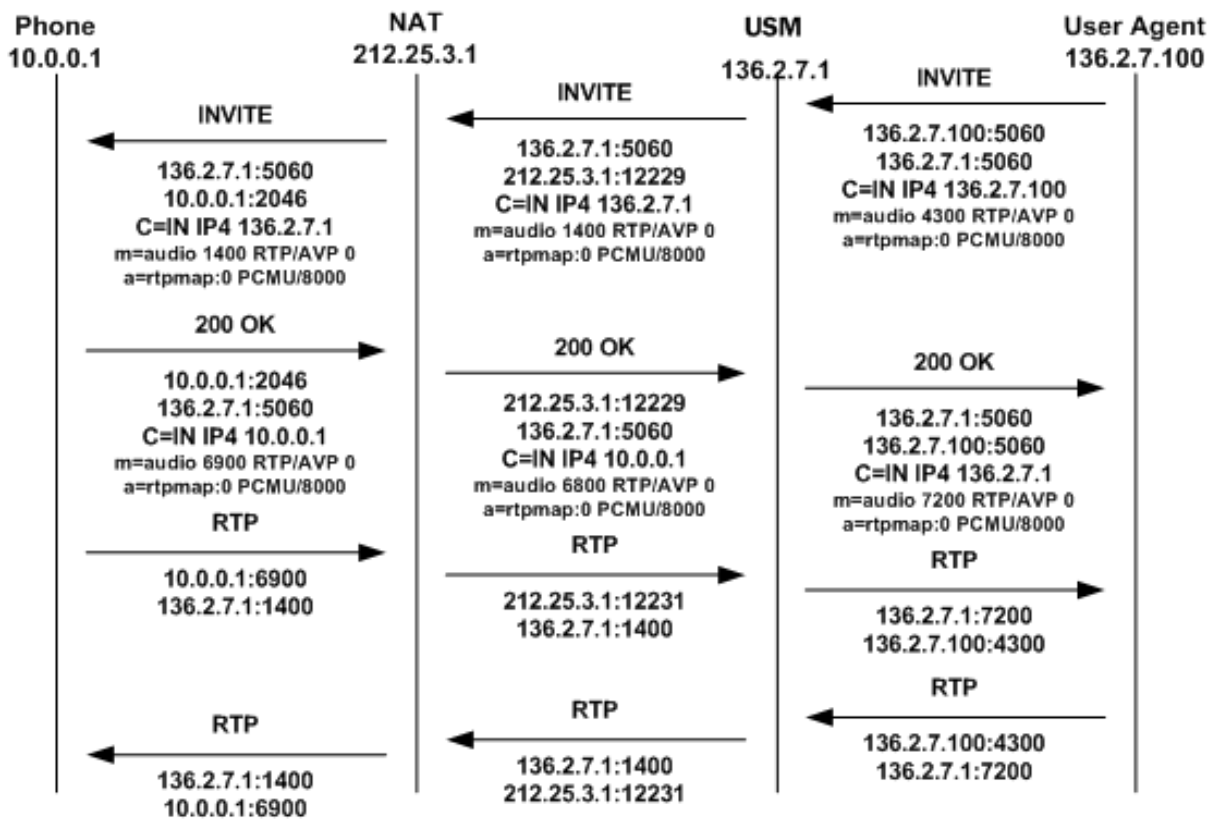 Phone
10.0.0.1
NAT
212.25.3.1
USM
136.2.7.1
User Agent
136.2.7.100
INVITE
136.2.7.1:5060
10.0.0.1:2046
C=IN IP4 136.2.7.1
m=audio 1400 RTP/AVP 0
a=rtpmap:0 PCMU/8000
INVITE
136.2.7.1:5060
212.25.3.1:12229
C=IN IP4 136.2.7.1
m=audio 1400 RTP/AVP 0
a=rtpmap:0 PCMU/8000
INVITE
136.2.7.100:5060
136.2.7.1:5060
C=IN IP4 136.2.7.100
m=audio 4300 RTP/AVP 0
a=rtpmap:0 PCMU/8000
200 OK
10.0.0.1:2046
136.2.7.1:5060
C=IN IP4 10.0.0.1
m=audio 6900 RTP/AVP 0
a=rtpmap:0 PCMU/8000
200 OK
212.25.3.1:12229
136.2.7.1:5060
C=IN IP4 10.0.0.1
m=audio 6800 RTP/AVP 0
a=rtpmap:0 PCMU/8000
200 OK
136.2.7.1:5060
136.2.7.100:5060
C=IN IP4 136.2.7.1
m=audio 7200 RTP/AVP 0
a=rtpmap:0 PCMU/8000
RTP
10.0.0.1:6900
136.2.7.1:1400
RTP
212.25.3.1:12231
136.2.7.1:1400
RTP
136.2.7.1:7200
136.2.7.100:4300
RTP
136.2.7.1:1400
10.0.0.1:6900
RTP
136.2.7.1:1400
212.25.3.1:12231
RTP
136.2.7.100:4300
136.2.7.1:7200